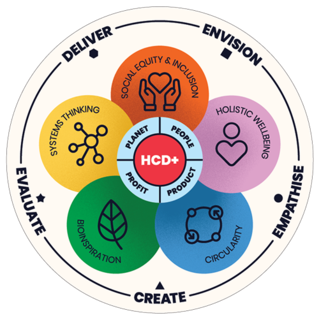 DELIVER
ENVISION
EMPATHISE
CREATE
EVALUATE
SOCIAL EQUITY & INCLUSION
HOLISTIC WELLBEING
CIRCULARITY
BIOINSPIRATION
SYSTEMS THINKING
PLANET
PEOPLE
PRODUCT
PROFIT
HCD+